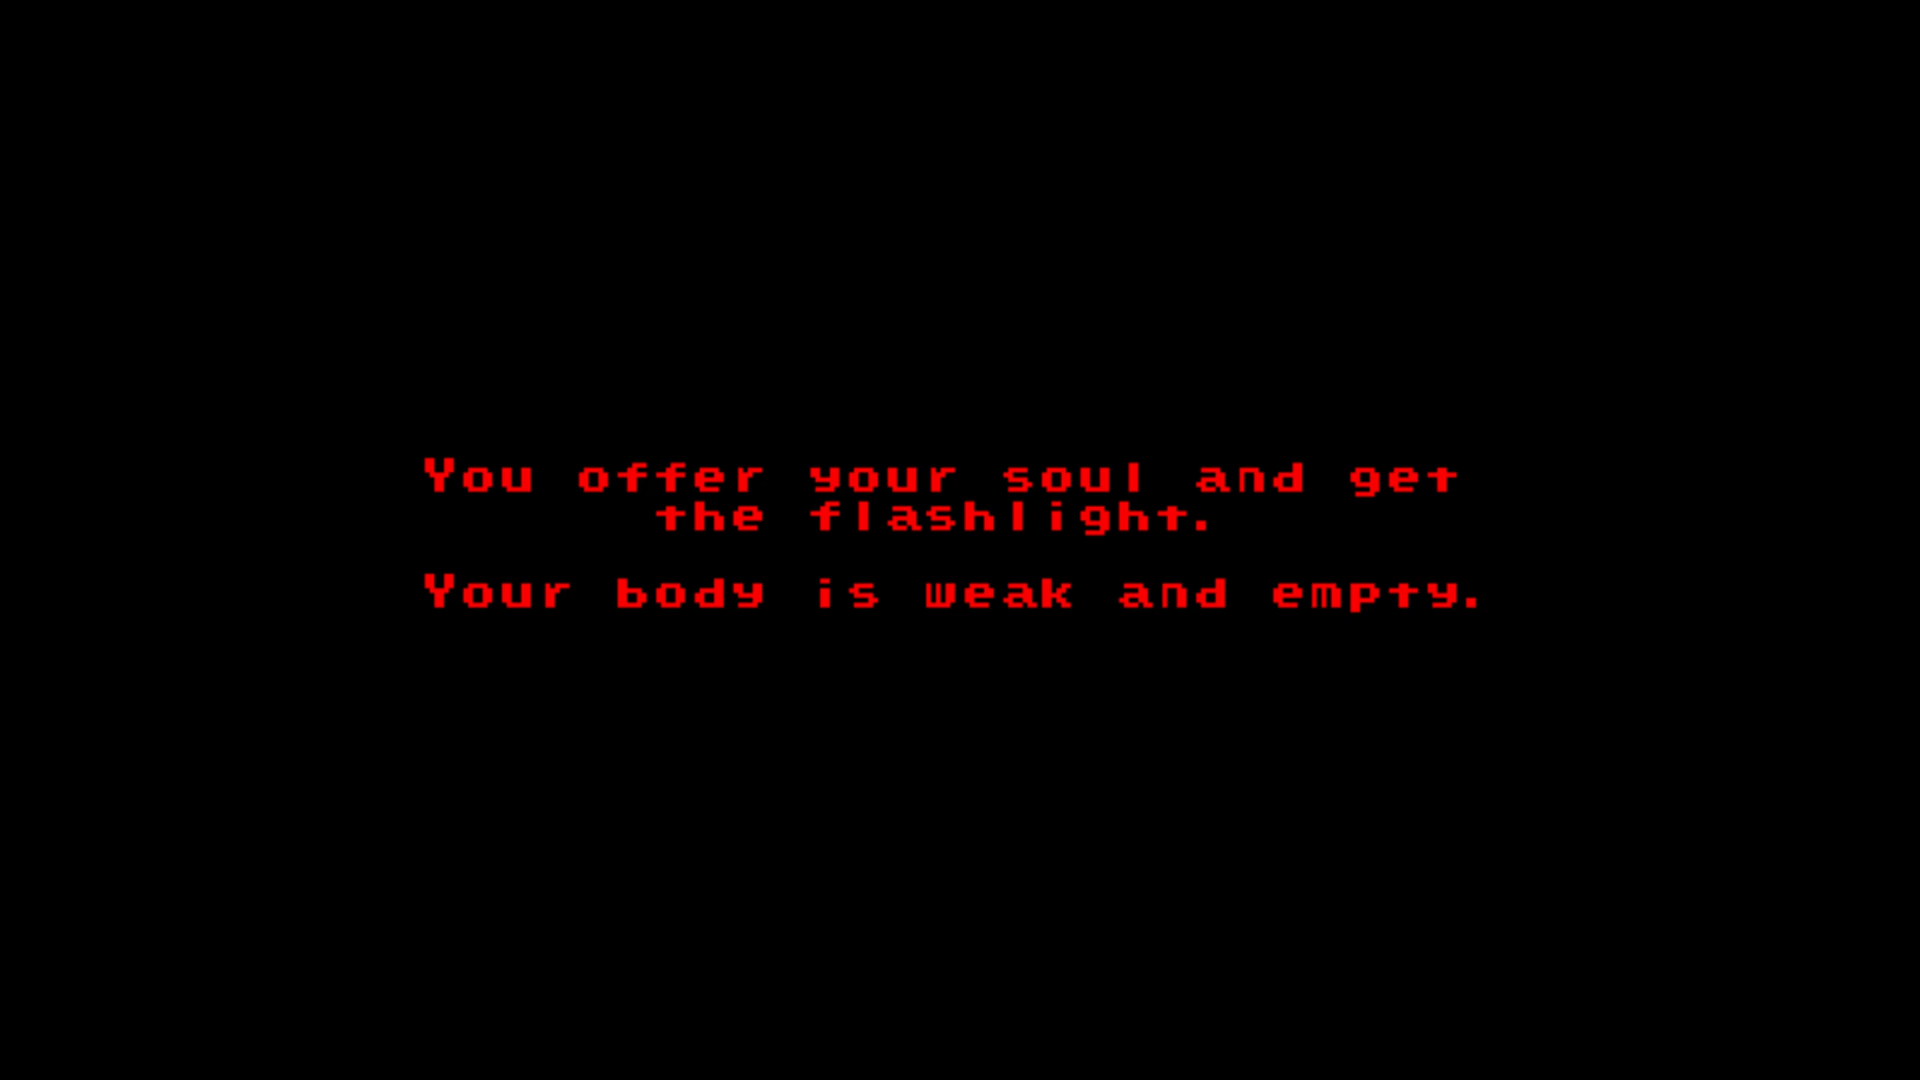 You offer your soul and get
the flashlight.
Your body is weak and empty.